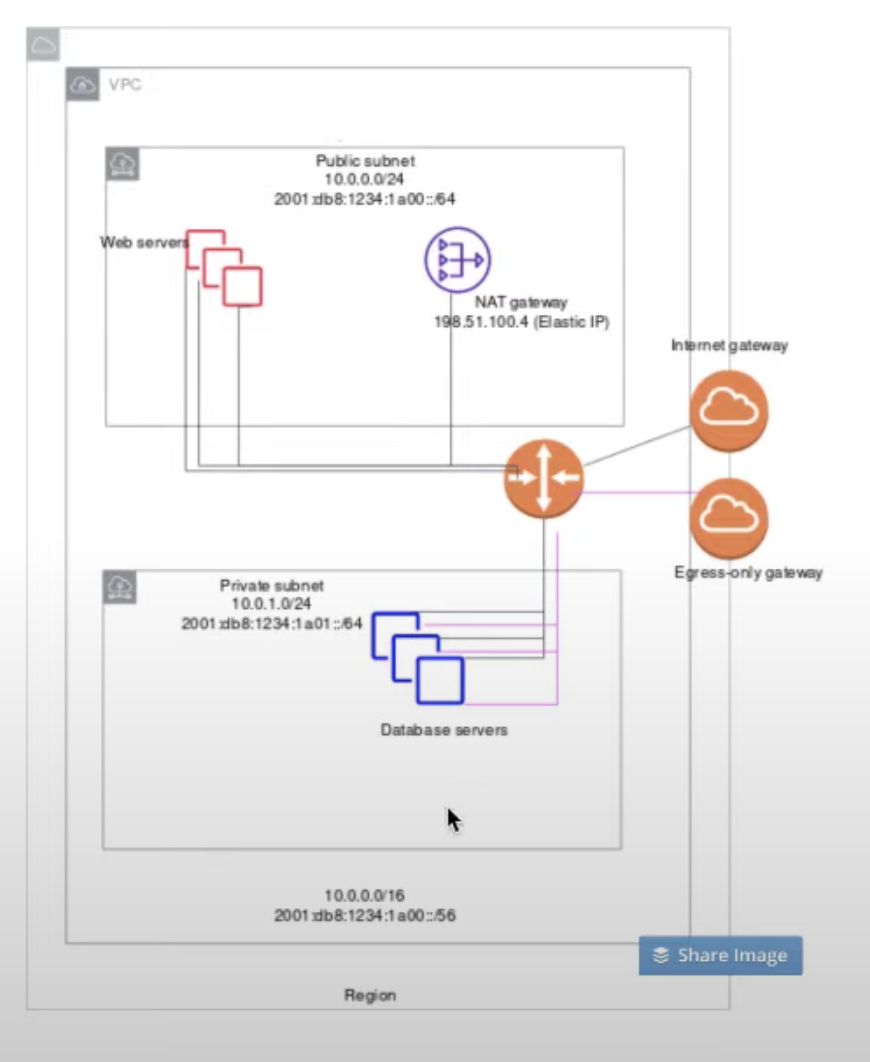 VPC
Public subnet
10.0.0.0/24
2001:db8:1234:1a00::/64
Web servers
NAT gateway
198.51.100.4 (Elastic IP)
Internet gateway
Egress-only gateway
Private subnet
10.0.1.0/24
2001:db8:1234:1a01::/64
Database servers
10.0.0.0/16
2001:db8:1234:1a00::/56
Share Image
Region